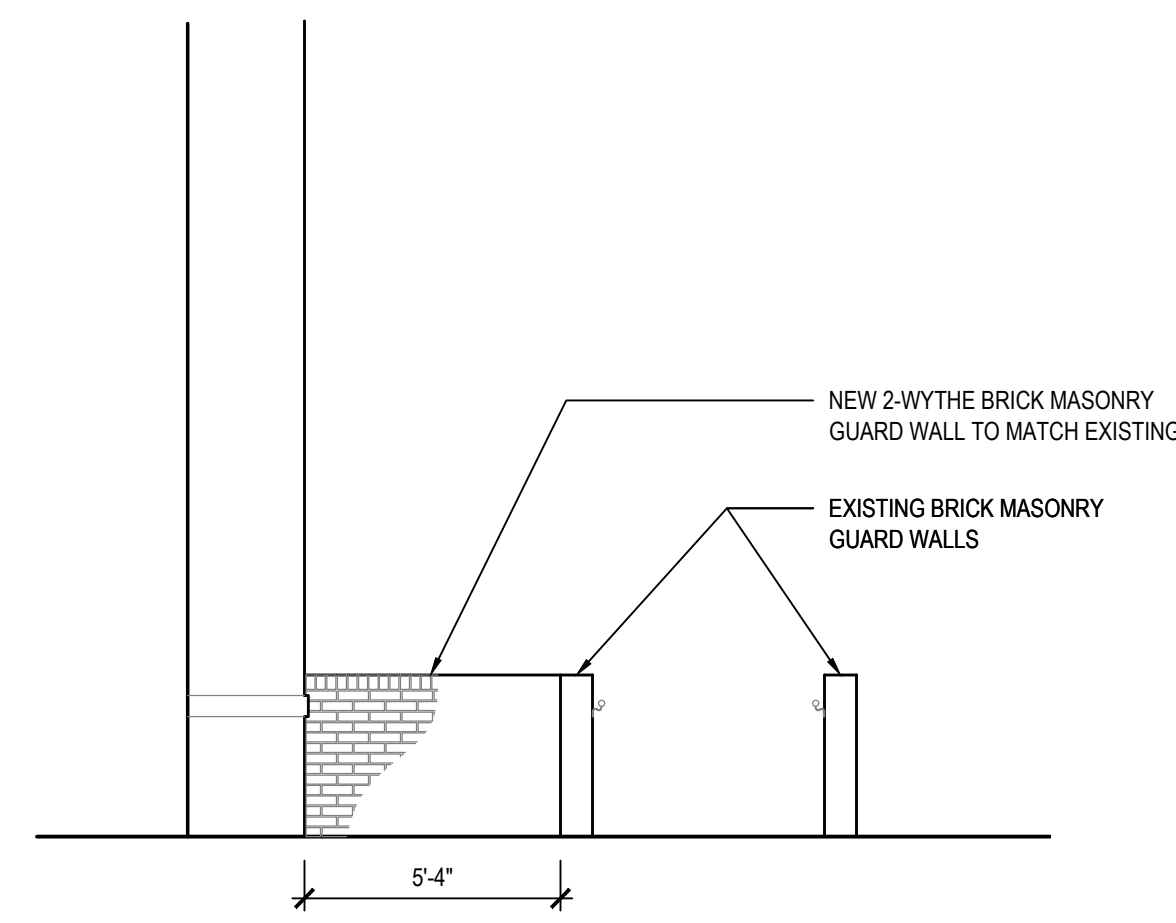 NEW 2-WYTHE BRICK MASONRY
GUARD WALL TO MATCH EXISTING
EXISTING BRICK MASONRY
GUARD WALLS
5'-4"